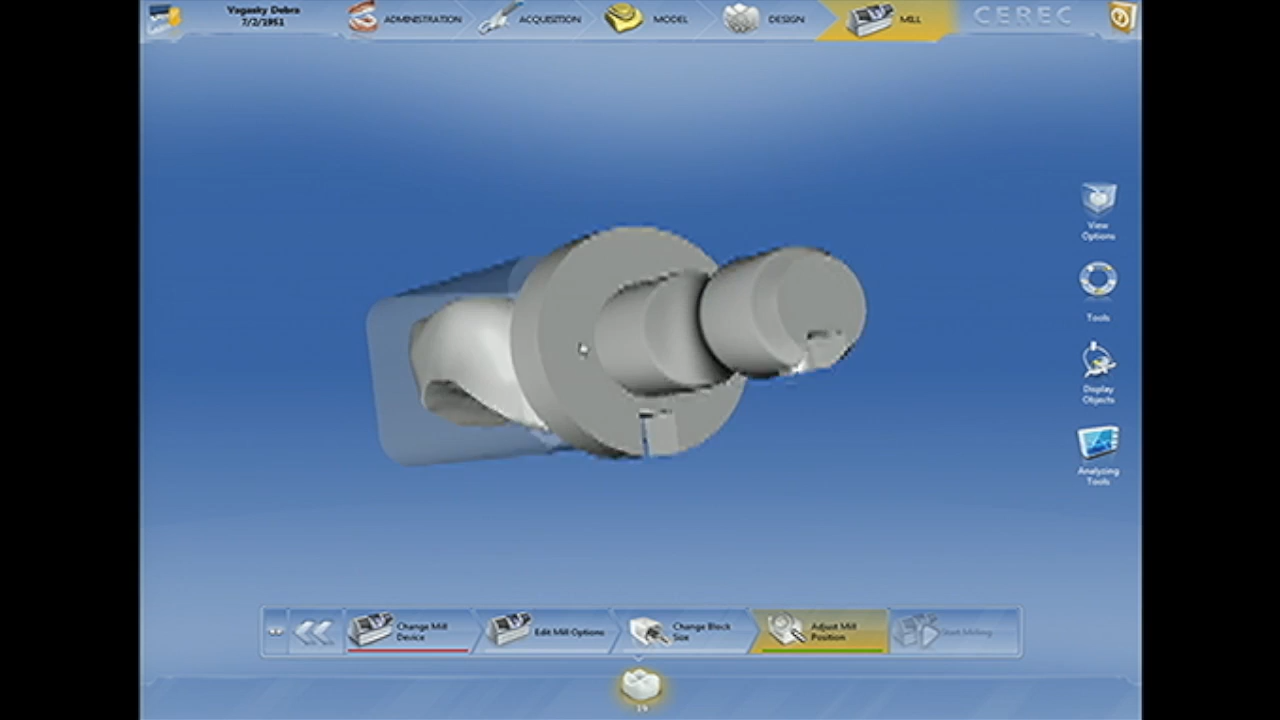 Vagasky Debra
7/2/1951
ADMINISTRATION
ACQUISITION
MODEL
DESIGN
MILL
CEREC
View
Options
Tools
Display
Objects
Analyzing
Tools
Change Mill
Device
Edit Mill Options
Change Block
Size
Adjust Mill
Position
Start Milling
19